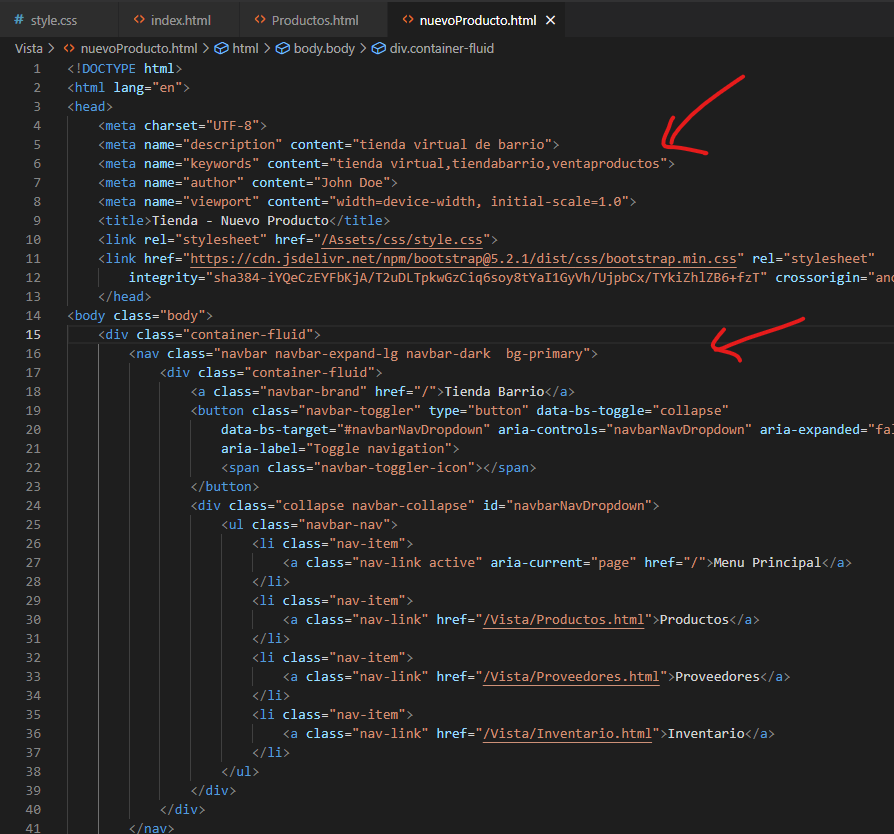 # style.css <> index.html <> Productos.html <> nuevoProducto.html ×
Vista > <> nuevoProducto.html > html > body.body > div.container-fluid
1 <!DOCTYPE html>
2 <html lang="en">
3 <head>
4 <meta charset="UTF-8">
5 <meta name="description" content="tienda virtual de barrio">
6 <meta name="keywords" content="tienda virtual,tiendabarrio,ventaproductos">
7 <meta name="author" content="John Doe">
8 <meta name="viewport" content="width=device-width, initial-scale=1.0">
9 <title>Tienda - Nuevo Producto</title>
10 <link rel="stylesheet" href="/Assets/css/style.css">
11 <link href="https://cdn.jsdelivr.net/npm/bootstrap@5.2.1/dist/css/bootstrap.min.css" rel="stylesheet"
12 integrity="sha384-iYQeCzEYFbKjA/T2uDLTpkwGzCiq6soy8tYaI1GyVh/UjpbCx/TYkiZhlZB6+fzT" crossorigin="ano
13 </head>
14 <body class="body">
15 <div class="container-fluid">
16 <nav class="navbar navbar-expand-lg navbar-dark  bg-primary">
17 <div class="container-fluid">
18 <a class="navbar-brand" href="/">Tienda Barrio</a>
19 <button class="navbar-toggler" type="button" data-bs-toggle="collapse"
20 data-bs-target="#navbarNavDropdown" aria-controls="navbarNavDropdown" aria-expanded="fal
21 aria-label="Toggle navigation">
22 <span class="navbar-toggler-icon"></span>
23 </button>
24 <div class="collapse navbar-collapse" id="navbarNavDropdown">
25 <ul class="navbar-nav">
26 <li class="nav-item">
27 <a class="nav-link active" aria-current="page" href="/">Menu Principal</a>
28 </li>
29 <li class="nav-item">
30 <a class="nav-link" href="/Vista/Productos.html">Productos</a>
31 </li>
32 <li class="nav-item">
33 <a class="nav-link" href="/Vista/Proveedores.html">Proveedores</a>
34 </li>
35 <li class="nav-item">
36 <a class="nav-link" href="/Vista/Inventario.html">Inventario</a>
37 </li>
38 </ul>
39 </div>
40 </div>
41 </nav>